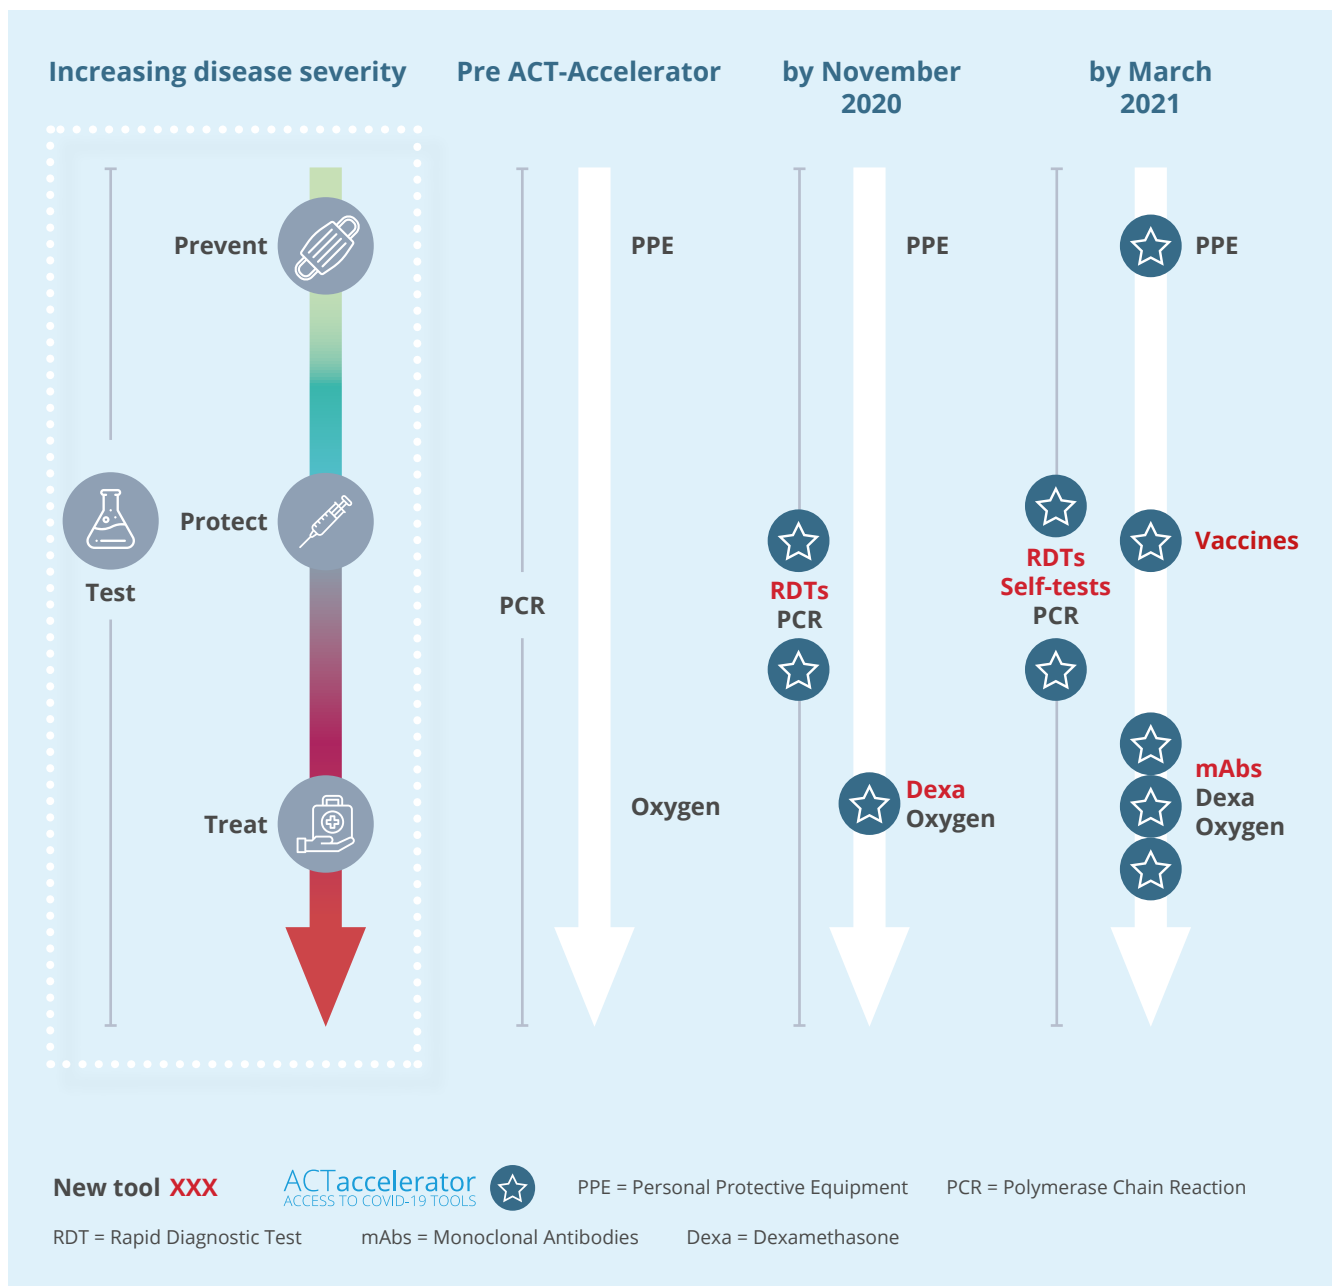 Increasing disease severity
Pre ACT-Accelerator
by November
2020
by March
2021
Prevent
Protect
Test
Treat
PPE
PCR
Oxygen
PPE
RDTs
PCR
Dexa
Oxygen
PPE
RDTs
Self-tests
PCR
Vaccines
mAbs
Dexa
Oxygen
New tool XXX
ACTaccelerator
ACCESS TO COVID-19 TOOLS
PPE = Personal Protective Equipment
PCR = Polymerase Chain Reaction
RDT = Rapid Diagnostic Test
mAbs = Monoclonal Antibodies
Dexa = Dexamethasone